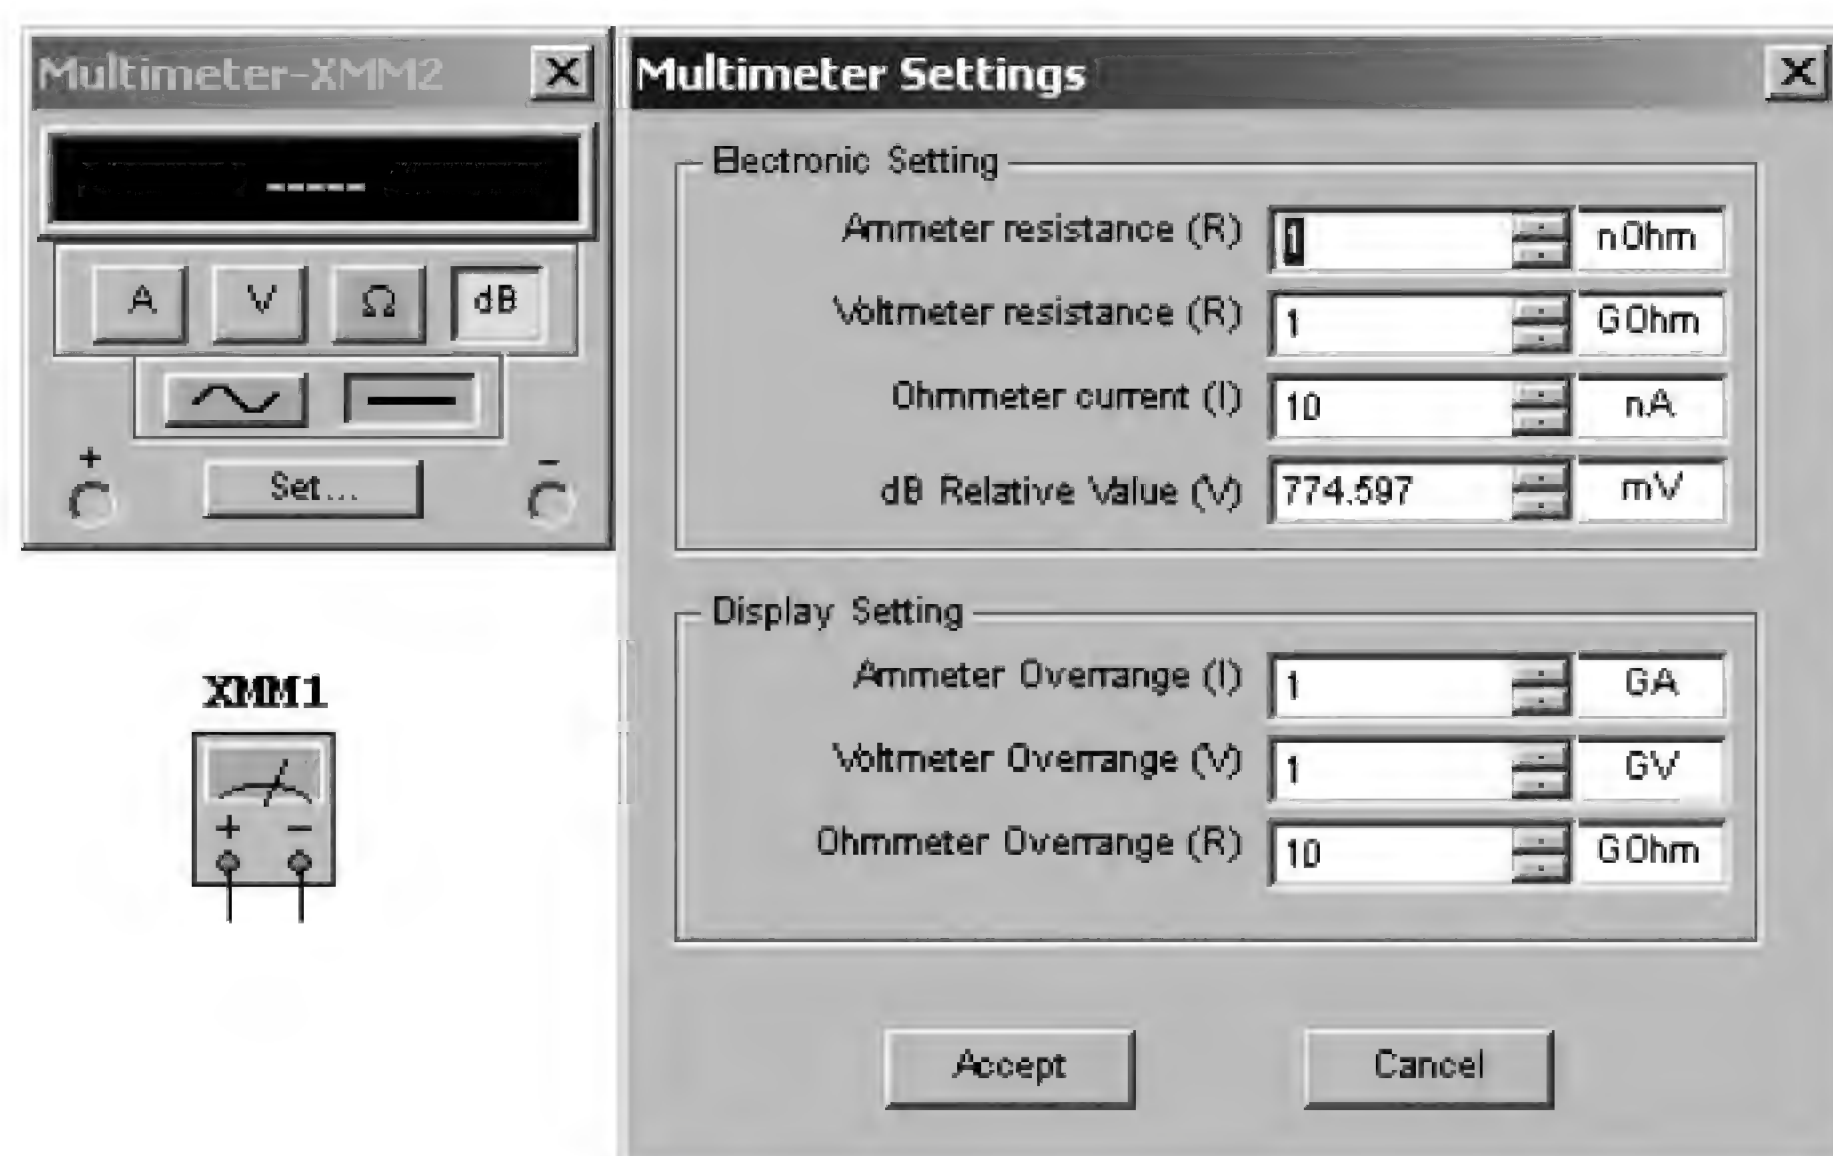 Multimeter-XMM2
-----
A V Ω dB
+ -
Set...
XMM1
+ -
Multimeter Settings
Electronic Setting
Ammeter resistance (R) 1 nOhm
Voltmeter resistance (R) 1 GOhm
Ohmmeter current (I) 10 nA
dB Relative Value (V) 774.597 mV
Display Setting
Ammeter Overrange (I) 1 GA
Voltmeter Overrange (V) 1 GV
Ohmmeter Overrange (R) 10 GOhm
Accept Cancel